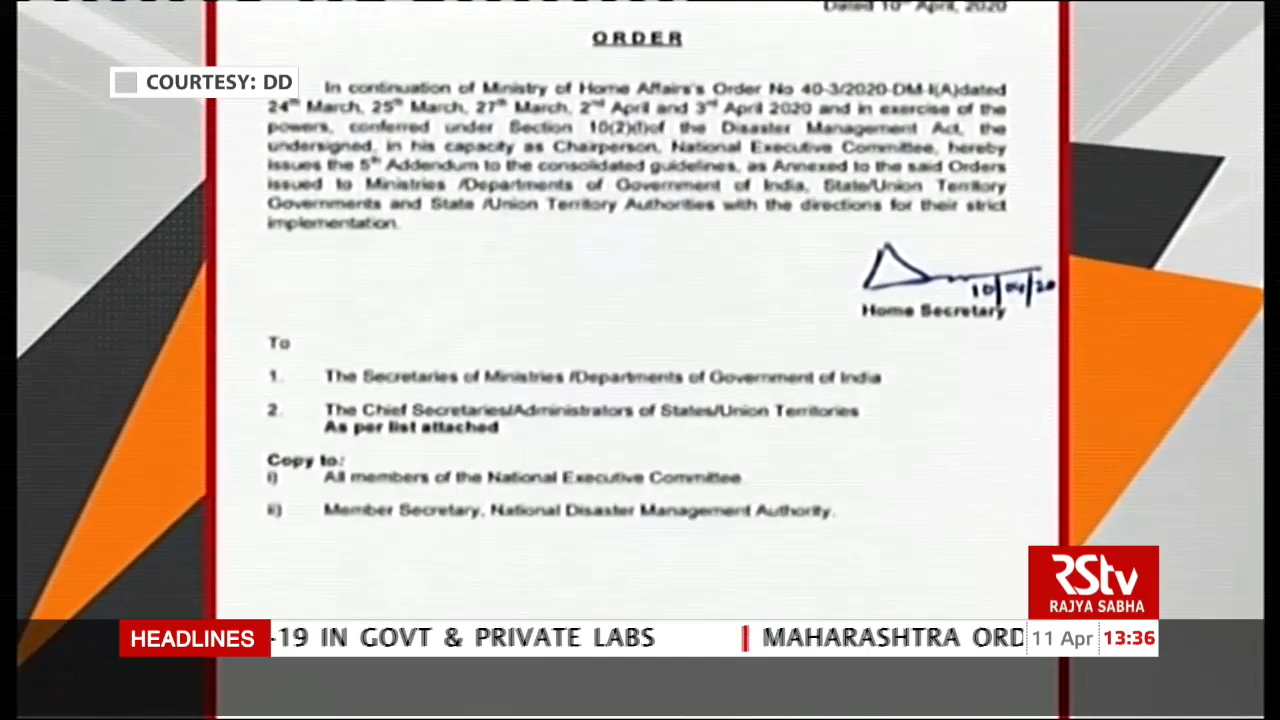 Dated 10th April, 2020
ORDER
COURTESY: DD
In continuation of Ministry of Home Affairs's Order No 40-3/2020-DM-I(A)dated
24th March, 25th March, 27th March, 2nd April and 3rd April 2020 and in exercise of the
powers, conferred under Section 10(2)(l)of the Disaster Management Act, the
undersigned, in his capacity as Chairperson, National Executive Committee, hereby
issues the 5th Addendum to the consolidated guidelines, as Annexed to the said Orders
issued to Ministries /Departments of Government of India, State/Union Territory
Governments and State /Union Territory Authorities with the directions for their strict
implementation.
10/04/20
Home Secretary
To
1. The Secretaries of Ministries /Departments of Government of India
2. The Chief Secretaries/Administrators of States/Union Territories
As per list attached
Copy to:
i) All members of the National Executive Committee
ii) Member Secretary, National Disaster Management Authority.
RStv
RAJYA SABHA
HEADLINES -19 IN GOVT & PRIVATE LABS MAHARASHTRA ORD 11 Apr 13:36